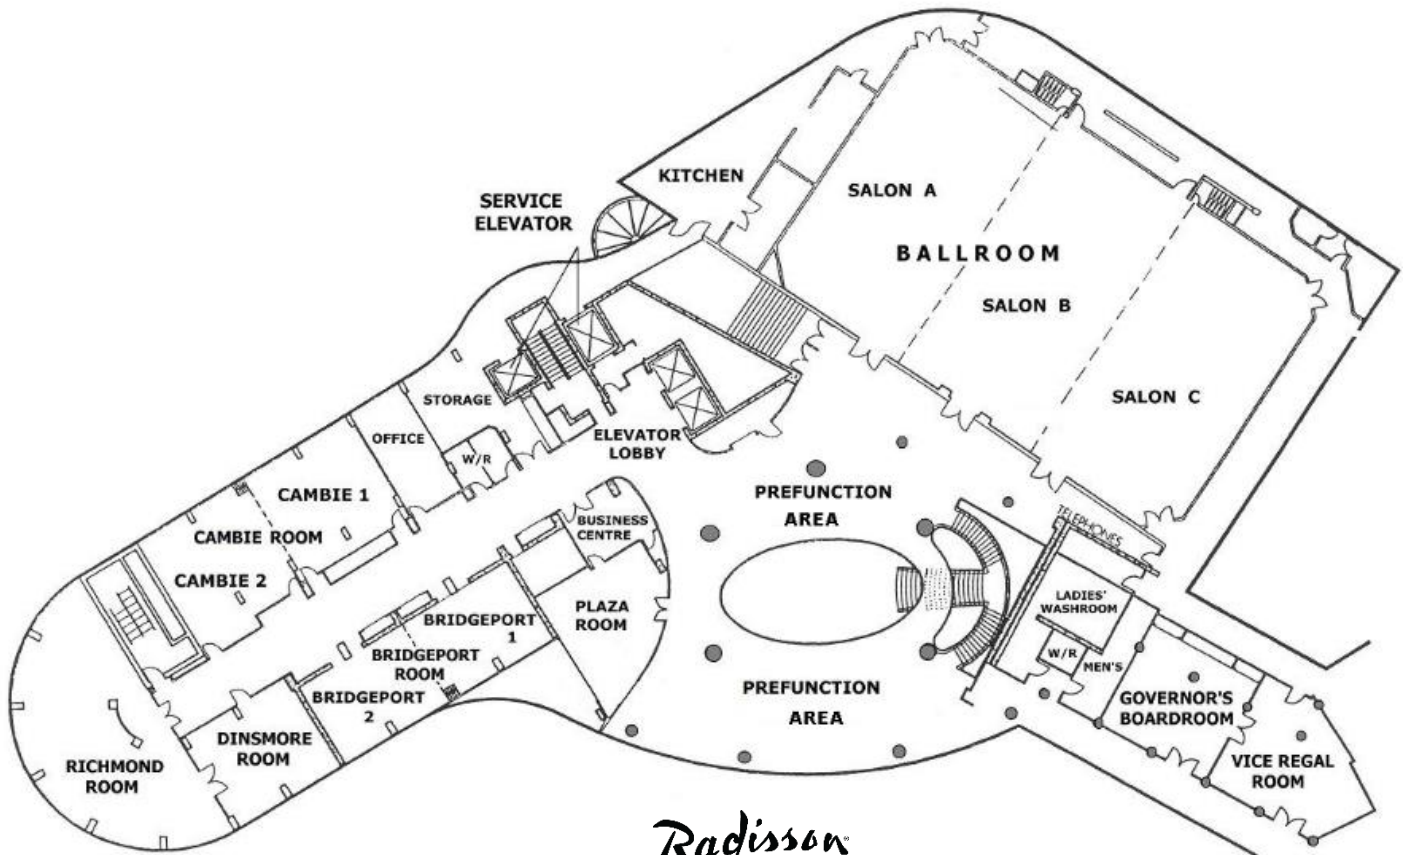 KITCHEN
SALON A
SERVICE
ELEVATOR
BALLROOM
SALON B
SALON C
STORAGE
OFFICE
W/R
ELEVATOR
LOBBY
CAMBIE 1
CAMBIE ROOM
CAMBIE 2
PREFUNCTION
AREA
TELEPHONES
BUSINESS
CENTRE
PLAZA
ROOM
LADIES'
WASHROOM
W/R
MEN'S
BRIDGEPORT
1
BRIDGEPORT
ROOM
BRIDGEPORT
2
PREFUNCTION
AREA
GOVERNOR'S
BOARDROOM
DINSMORE
ROOM
RICHMOND
ROOM
VICE REGAL
ROOM
Radisson